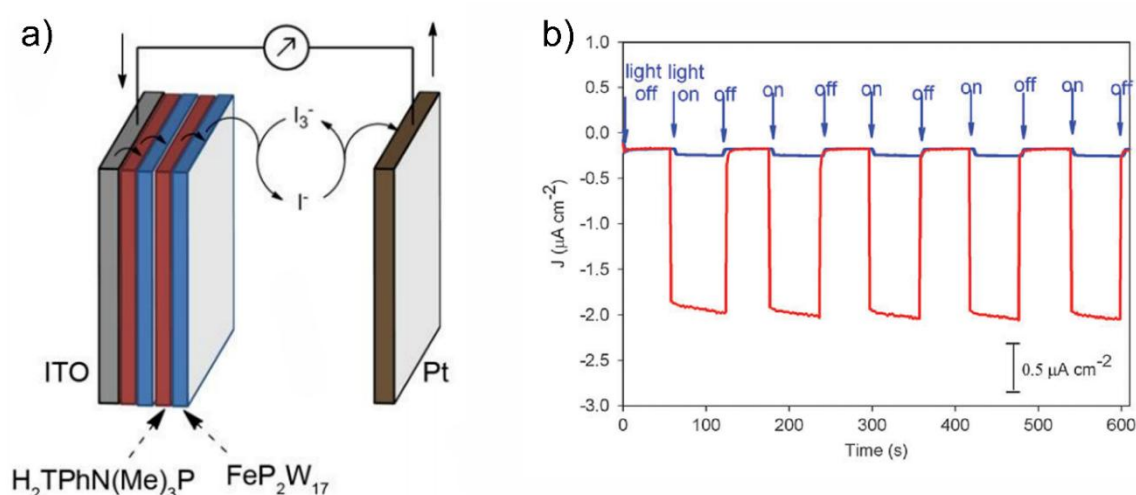 a)
I₃⁻
I⁻
ITO
Pt
H₂TPhN(Me)₃P
FeP₂W₁₇
b)
1.0
0.5
0.0
-0.5
-1.0
-1.5
-2.0
-2.5
-3.0
J (μA cm⁻²)
light off
light on
off
on
off
on
off
on
off
on
off
0.5 μA cm⁻²
0 100 200 300 400 500 600
Time (s)